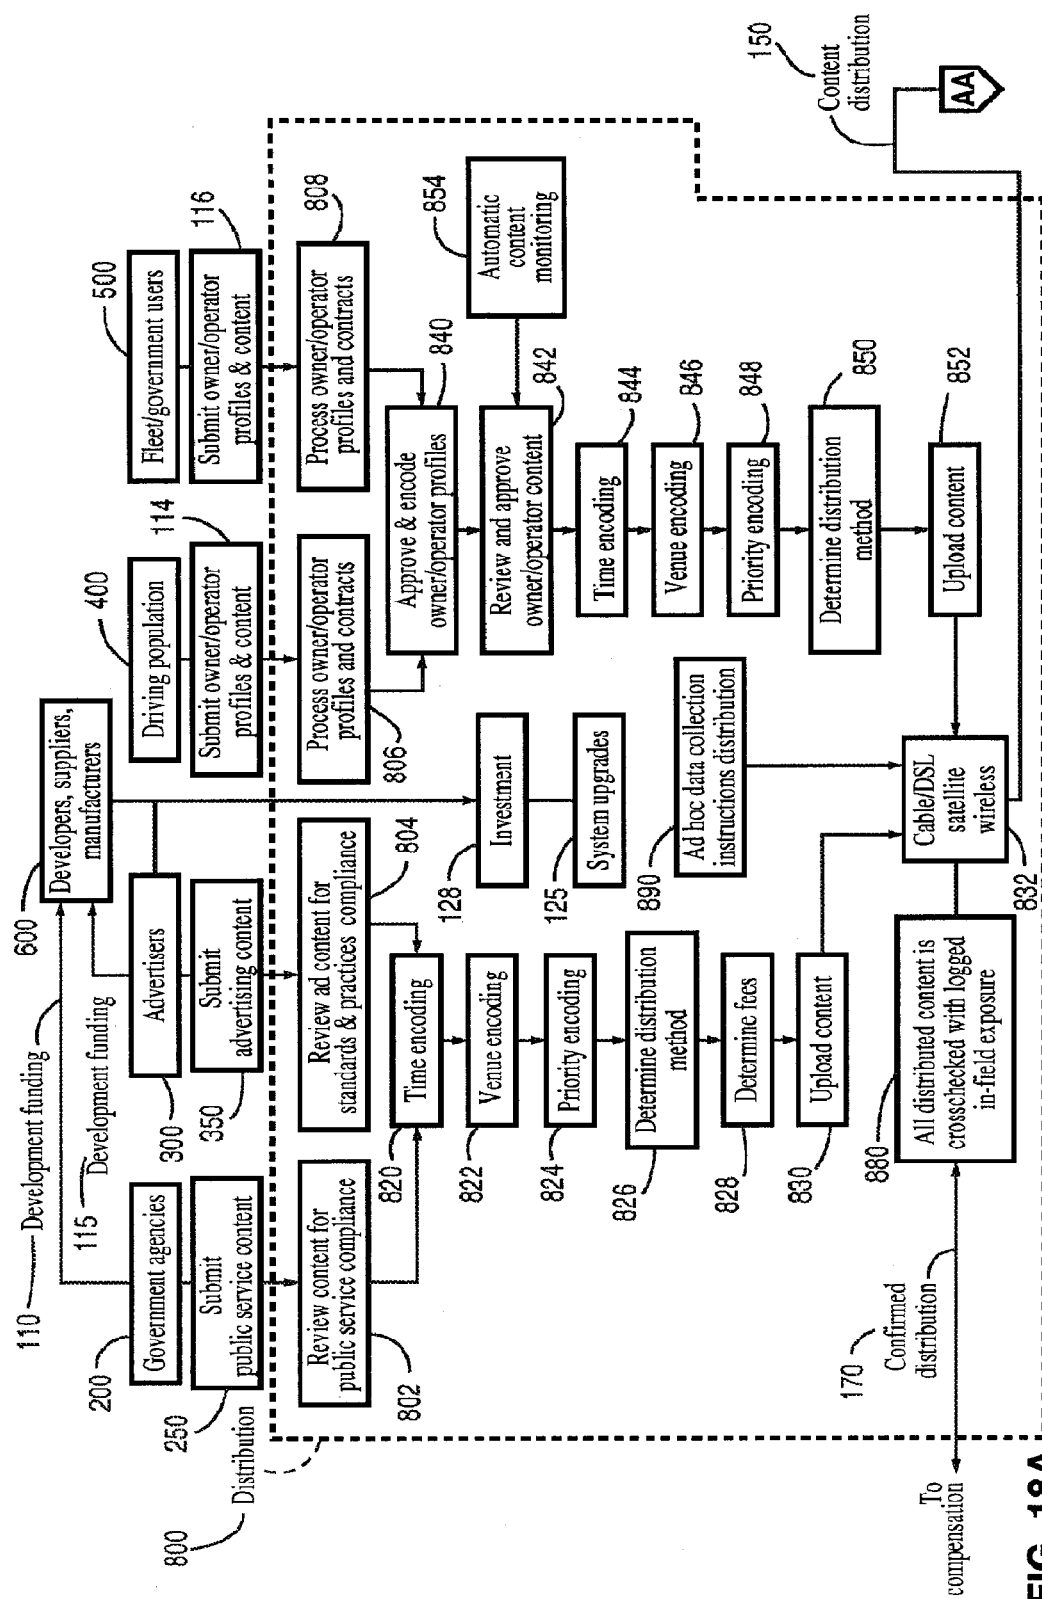 110
Development funding
115
Development funding
600
Developers, suppliers,
manufacturers
200
Government agencies
250
Submit
public service content
300
Advertisers
350
Submit
advertising content
400
Driving population
114
Submit owner/operator
profiles & content
500
Fleet/government users
116
Submit owner/operator
profiles & content
800
Distribution
802
Review content for
public service compliance
804
Review ad content for
standards & practices compliance
806
Process owner/operator
profiles and contracts
808
Process owner/operator
profiles and contracts
820
Time encoding
822
Venue encoding
824
Priority encoding
826
Determine distribution
method
828
Determine fees
830
Upload content
128
Investment
125
System upgrades
890
Ad hoc data collection
instructions distribution
840
Approve & encode
owner/operator profiles
854
Automatic
content
monitoring
842
Review and approve
owner/operator content
844
Time encoding
846
Venue encoding
848
Priority encoding
850
Determine distribution
method
852
Upload content
832
Cable/DSL
satellite
wireless
880
All distributed content is
crosschecked with logged
in-field exposure
170
Confirmed
distribution
To
compensation
150
Content
distribution
AA
FIG. 18A